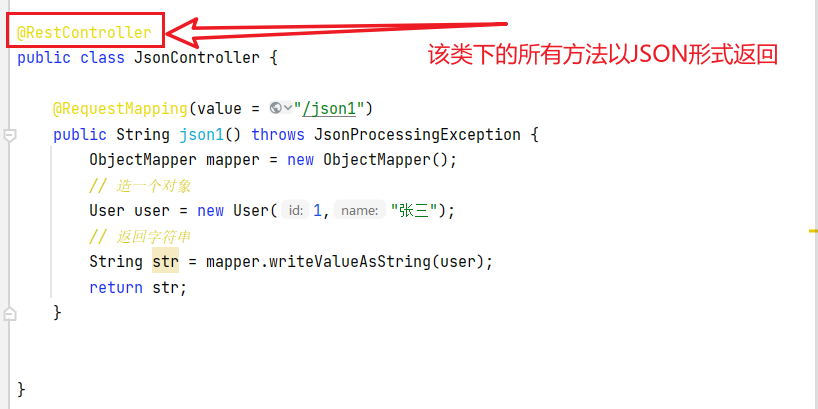 @RestController
该类下的所有方法以JSON形式返回
public class JsonController {
@RequestMapping(value = "/json1")
public String json1() throws JsonProcessingException {
ObjectMapper mapper = new ObjectMapper();
// 造一个对象
User user = new User( id: 1, name: "张三");
// 返回字符串
String str = mapper.writeValueAsString(user);
return str;
}
}